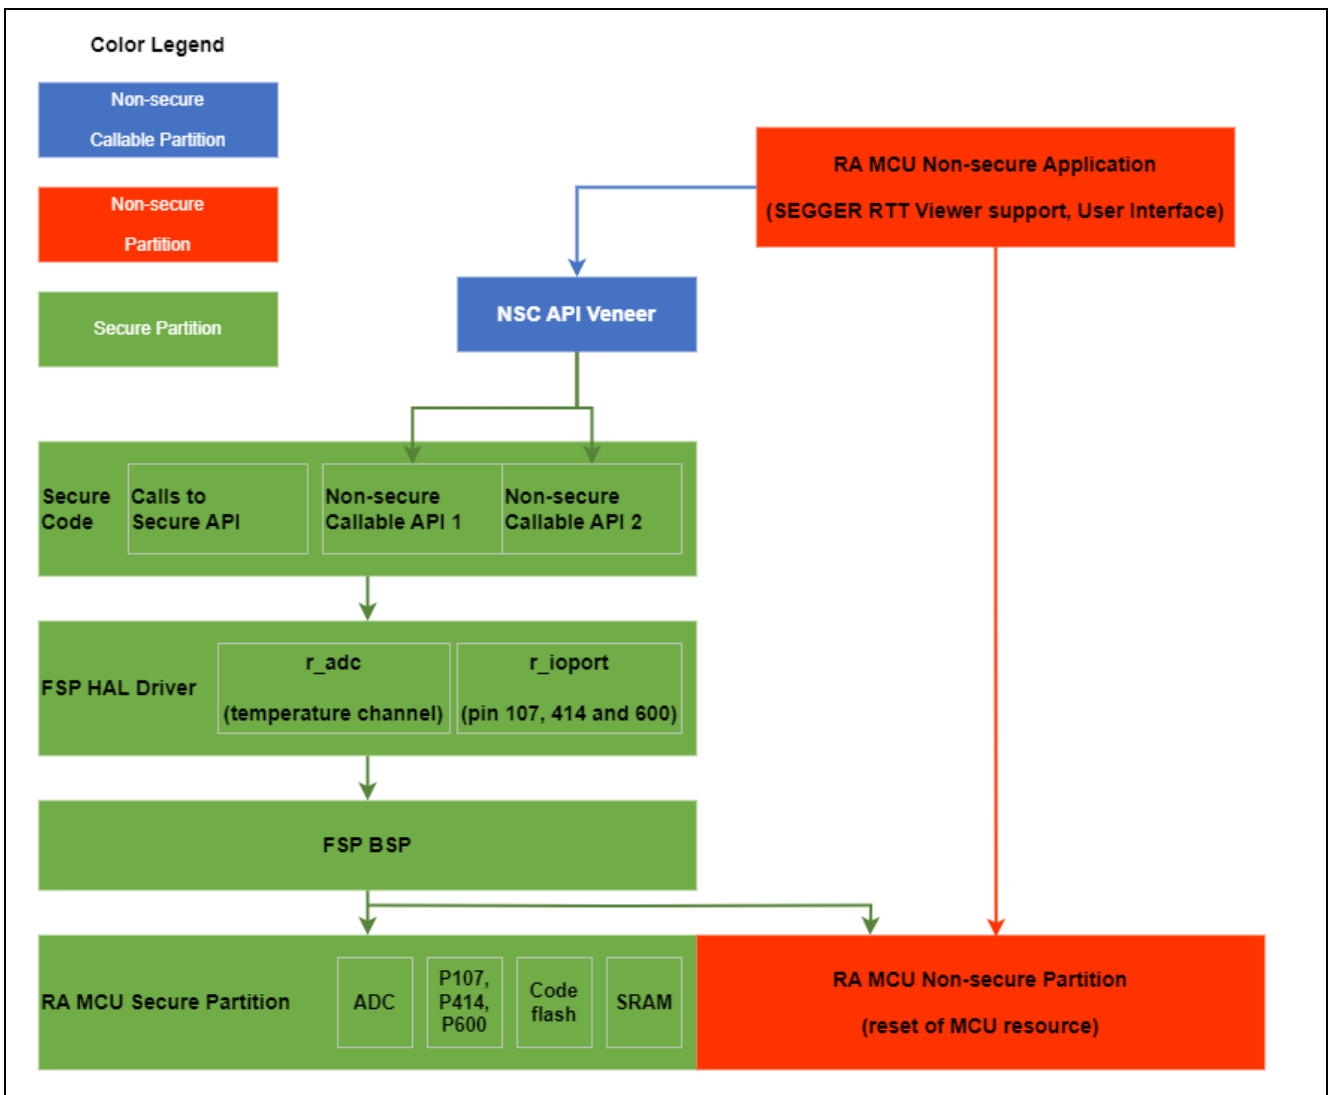 Color Legend
Non-secure
Callable Partition
Non-secure
Partition
Secure Partition
RA MCU Non-secure Application
(SEGGER RTT Viewer support, User Interface)
NSC API Veneer
Secure
Code
Calls to
Secure API
Non-secure
Callable API 1
Non-secure
Callable API 2
FSP HAL Driver
r_adc
(temperature channel)
r_ioport
(pin 107, 414 and 600)
FSP BSP
RA MCU Secure Partition
ADC
P107,
P414,
P600
Code
flash
SRAM
RA MCU Non-secure Partition
(reset of MCU resource)